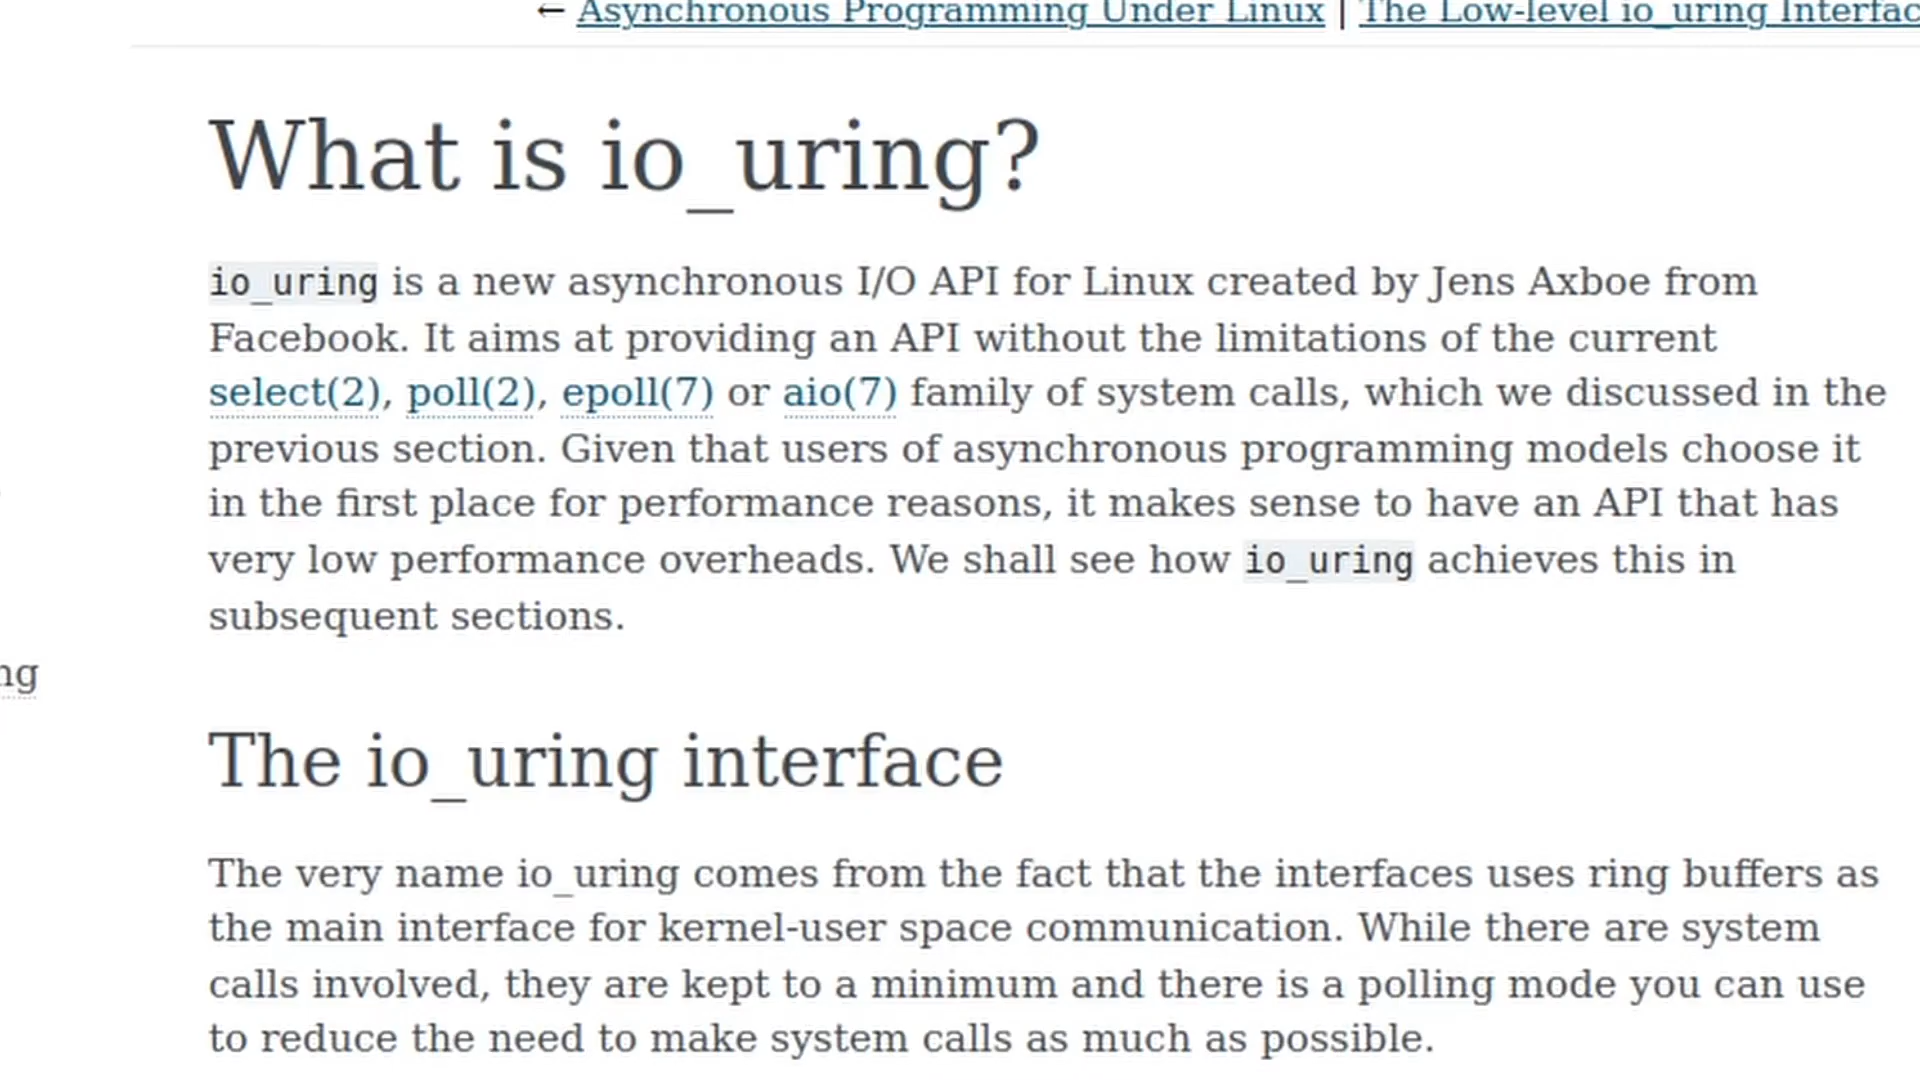 ← Asynchronous Programming Under Linux | The Low-level io_uring
What is io_uring?
io_uring is a new asynchronous I/O API for Linux created by Jens Axboe from
Facebook. It aims at providing an API without the limitations of the current
select(2), poll(2), epoll(7) or aio(7) family of system calls, which we discussed in the
previous section. Given that users of asynchronous programming models choose it
in the first place for performance reasons, it makes sense to have an API that has
very low performance overheads. We shall see how io_uring achieves this in
subsequent sections.
The io_uring interface
The very name io_uring comes from the fact that the interfaces uses ring buffers as
the main interface for kernel-user space communication. While there are system
calls involved, they are kept to a minimum and there is a polling mode you can use
to reduce the need to make system calls as much as possible.